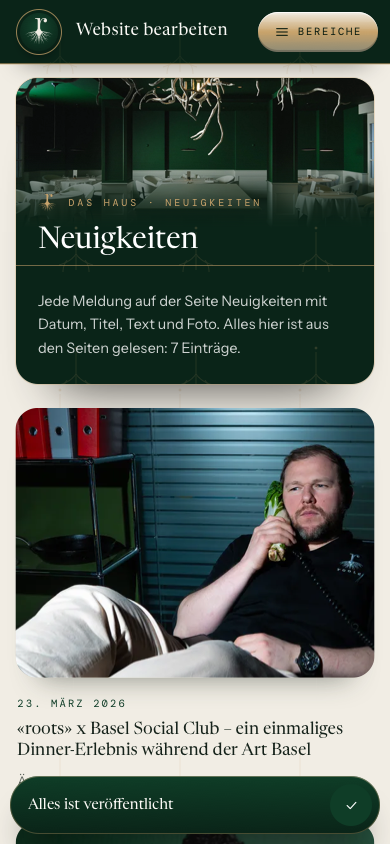 r
Website bearbeiten
BEREICHE
DAS HAUS · NEUIGKEITEN
Neuigkeiten
Jede Meldung auf der Seite Neuigkeiten mit
Datum, Titel, Text und Foto. Alles hier ist aus
den Seiten gelesen: 7 Einträge.
23. MÄRZ 2026
«roots» x Basel Social Club – ein einmaliges
Dinner-Erlebnis während der Art Basel
Alles ist veröffentlicht